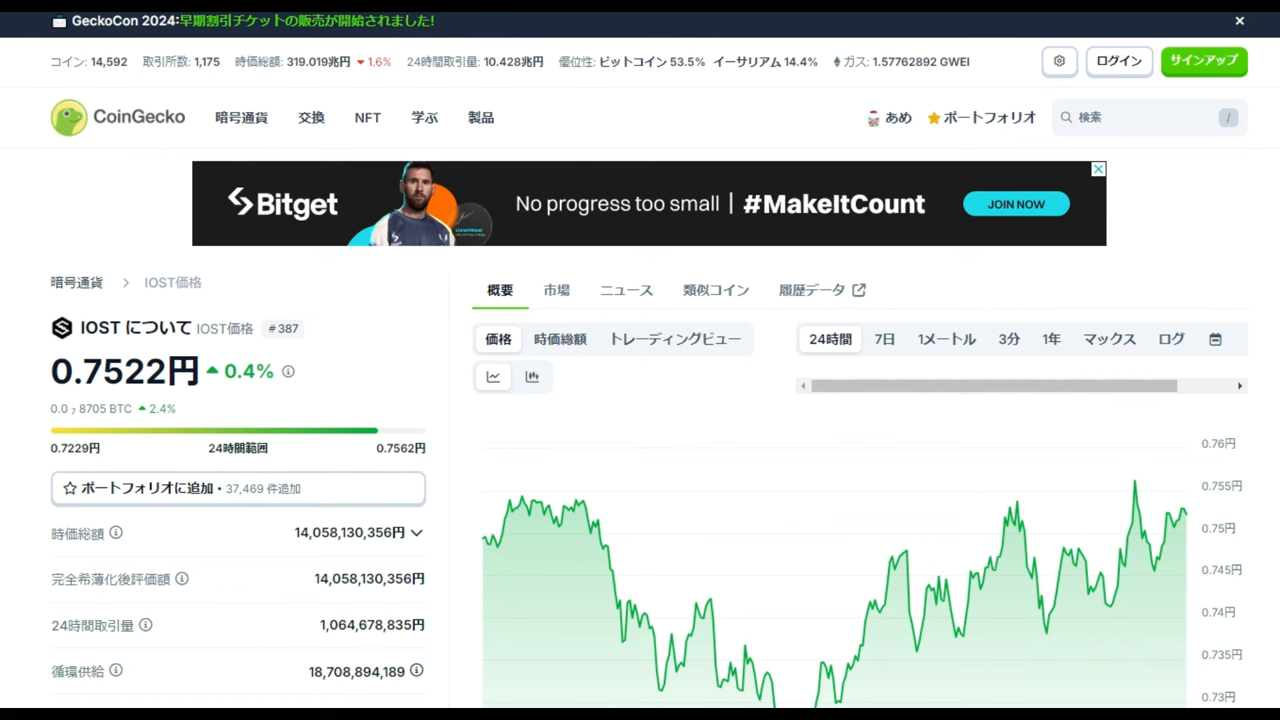 GeckoCon 2024:早期割引チケットの販売が開始されました!
コイン: 14,592 取引所数: 1,175 時価総額: 319.019兆円 1.6% 24時間取引量: 10.428兆円 優位性: ビットコイン 53.5% イーサリアム 14.4% ガス: 1.57762892 GWEI
ログイン
サインアップ
CoinGecko
暗号通貨 交換 NFT 学ぶ 製品
あめ ポートフォリオ
検索 /
Bitget
No progress too small | #MakeItCount
JOIN NOW
暗号通貨 > IOST価格
IOST について IOST価格 #387
0.7522円 0.4%
0.0 7 8705 BTC 2.4%
0.7229円 24時間範囲 0.7562円
ポートフォリオに追加 • 37,469 件追加
時価総額 14,058,130,356円
完全希薄化後評価額 14,058,130,356円
24時間取引量 1,064,678,835円
循環供給 18,708,894,189
概要 市場 ニュース 類似コイン 履歴データ
価格 時価総額 トレーディングビュー
24時間 7日 1メートル 3分 1年 マックス ログ
0.76円
0.755円
0.75円
0.745円
0.74円
0.735円
0.73円